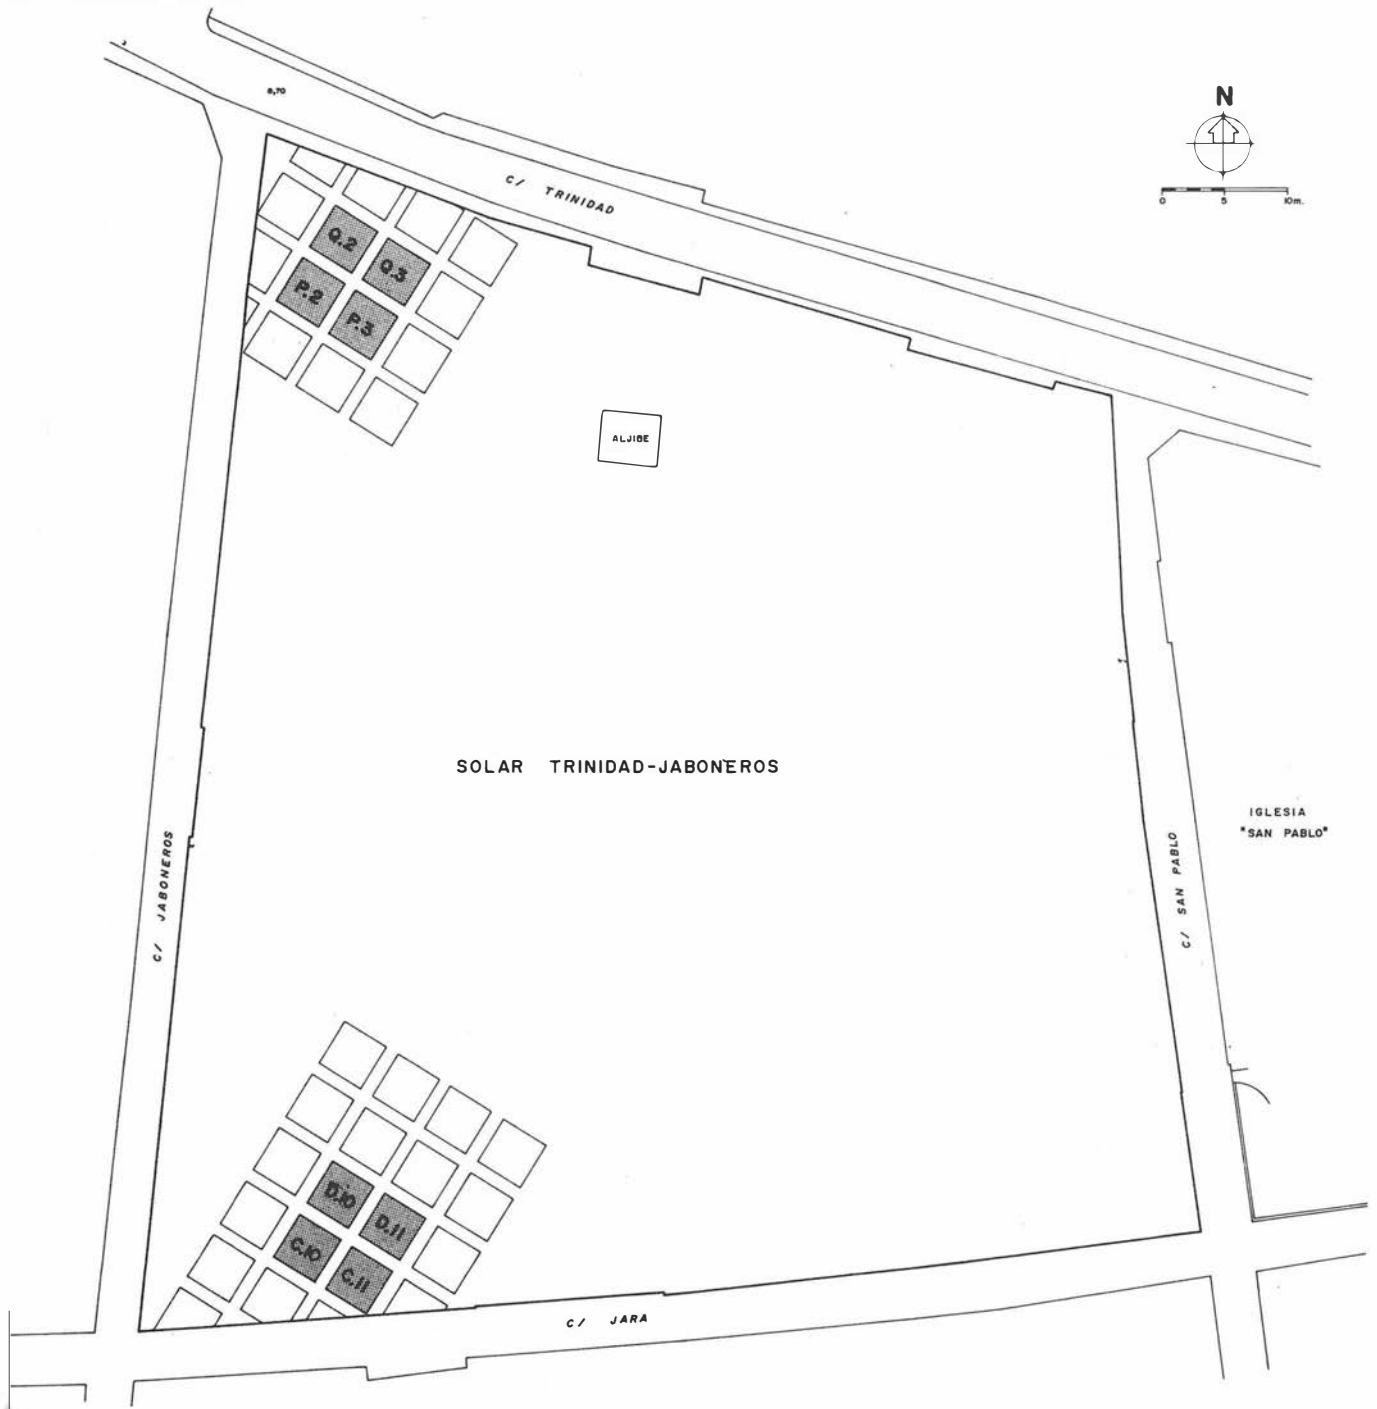 8,70
N
0 5 10m.
C/ TRINIDAD
Q.2
Q.3
P.2
P.3
ALJIBE
SOLAR TRINIDAD-JABONEROS
IGLESIA
"SAN PABLO"
C/ JABONEROS
C/ SAN PABLO
D.10
D.11
C.10
C.11
C/ JARA